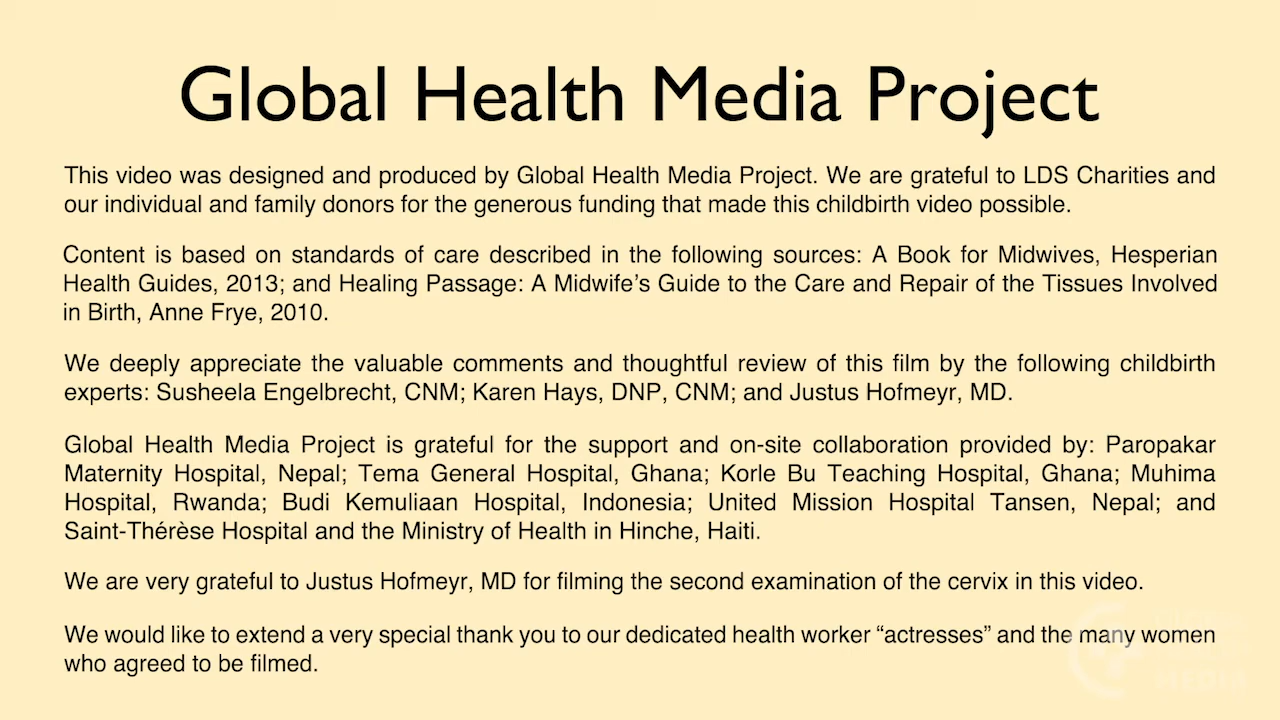 Global Health Media Project
This video was designed and produced by Global Health Media Project. We are grateful to LDS Charities and
our individual and family donors for the generous funding that made this childbirth video possible.
Content is based on standards of care described in the following sources: A Book for Midwives, Hesperian
Health Guides, 2013; and Healing Passage: A Midwife's Guide to the Care and Repair of the Tissues Involved
in Birth, Anne Frye, 2010.
We deeply appreciate the valuable comments and thoughtful review of this film by the following childbirth
experts: Susheela Engelbrecht, CNM; Karen Hays, DNP, CNM; and Justus Hofmeyr, MD.
Global Health Media Project is grateful for the support and on-site collaboration provided by: Paropakar
Maternity Hospital, Nepal; Tema General Hospital, Ghana; Korle Bu Teaching Hospital, Ghana; Muhima
Hospital, Rwanda; Budi Kemuliaan Hospital, Indonesia; United Mission Hospital Tansen, Nepal; and
Saint-Thérèse Hospital and the Ministry of Health in Hinche, Haiti.
We are very grateful to Justus Hofmeyr, MD for filming the second examination of the cervix in this video.
We would like to extend a very special thank you to our dedicated health worker “actresses” and the many women
who agreed to be filmed.
MEDIA